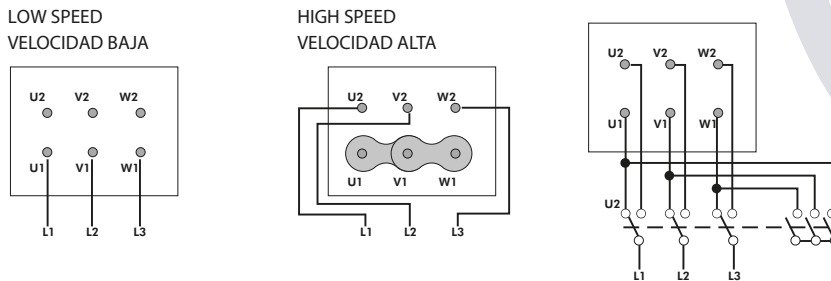 LOW SPEED
VELOCIDAD BAJA
U2 V2 W2
U1 V1 W1
L1 L2 L3
HIGH SPEED
VELOCIDAD ALTA
U2 V2 W2
U1 V1 W1
L1 L2 L3
U2 V2 W2
U1 V1 W1
U2
L1 L2 L3